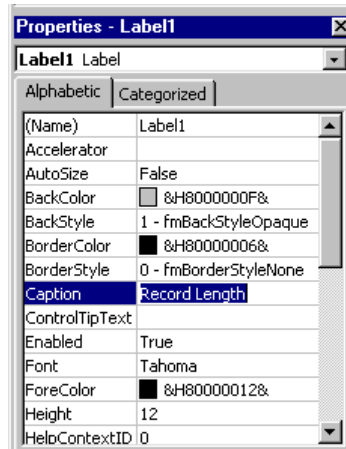 Properties - Label1
Label1 Label
Alphabetic Categorized
(Name) Label1
Accelerator
AutoSize False
BackColor &H8000000F&
BackStyle 1 - fmBackStyleOpaque
BorderColor &H80000006&
BorderStyle 0 - fmBorderStyleNone
Caption Record Length
ControlTipText
Enabled True
Font Tahoma
ForeColor &H80000012&
Height 12
HelpContextID 0